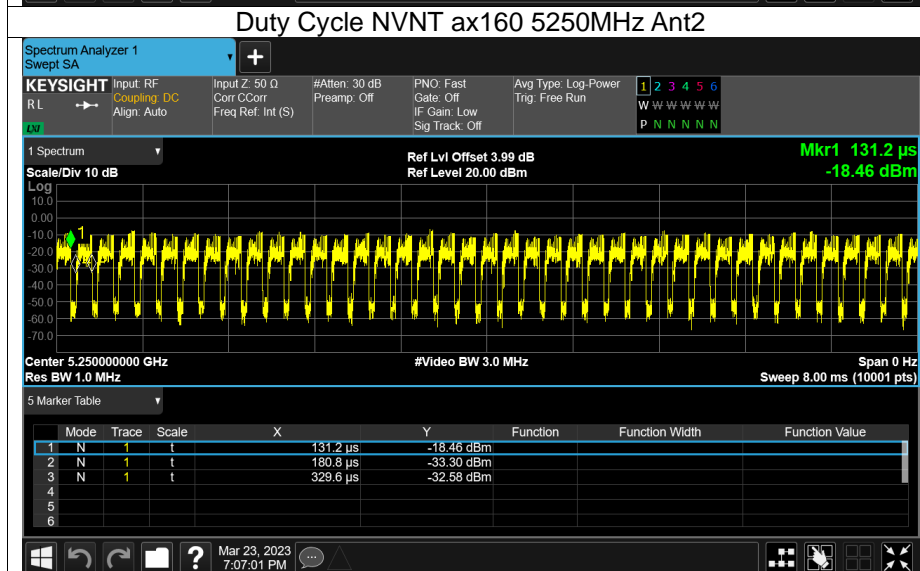 Duty Cycle NVNT ax160 5250MHz Ant2
Spectrum Analyzer 1
Swept SA
+
KEYSIGHT Input: RF Input Z: 50 Ω #Atten: 30 dB PNO: Fast Avg Type: Log-Power 1 2 3 4 5 6
RL Coupling: DC Corr CCorr Preamp: Off Gate: Off Trig: Free Run W W W W W W
Align: Auto Freq Ref: Int (S) IF Gain: Low
LXI Sig Track: Off P N N N N N
1 Spectrum Ref Lvl Offset 3.99 dB Mkr1 131.2 µs
Scale/Div 10 dB Ref Level 20.00 dBm -18.46 dBm
Log
10.0
0.00
-10.0
1
-20.0
-30.0
-40.0
-50.0
-60.0
-70.0
Center 5.250000000 GHz #Video BW 3.0 MHz Span 0 Hz
Res BW 1.0 MHz Sweep 8.00 ms (10001 pts)
5 Marker Table
Mode Trace Scale X Y Function Function Width Function Value
1 N 1 t 131.2 µs -18.46 dBm
2 N 1 t 180.8 µs -33.30 dBm
3 N 1 t 329.6 µs -32.58 dBm
4
5
6
? Mar 23, 2023
7:07:01 PM